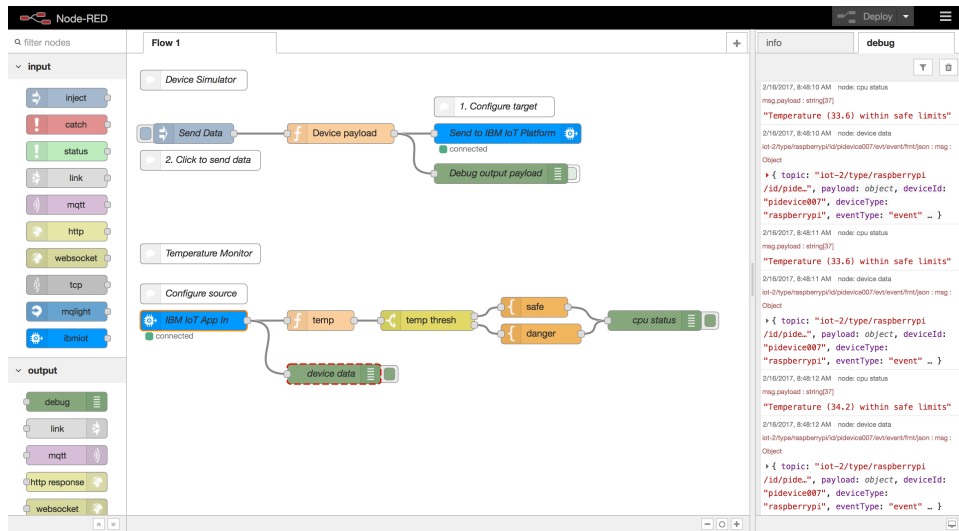 Node-RED
Deploy
filter nodes
input
inject
catch
status
link
mqtt
http
websocket
tcp
mqlight
ibmiot
output
debug
link
mqtt
http response
websocket
Flow 1
Device Simulator
1. Configure target
Send Data
Device payload
Send to IBM IoT Platform
connected
2. Click to send data
Debug output payload
Temperature Monitor
Configure source
IBM IoT App In
connected
temp
temp thresh
safe
danger
cpu status
device data
info
debug
2/16/2017, 8:48:10 AM node: cpu status
msg.payload : string[37]
"Temperature (33.6) within safe limits"
2/16/2017, 8:48:10 AM node: device data
iot-2/type/raspberrypi/id/pidevice007/evt/event/fmt/json : msg :
Object
{ topic: "iot-2/type/raspberrypi
/id/pide…", payload: object, deviceId:
"pidevice007", deviceType:
"raspberrypi", eventType: "event" … }
2/16/2017, 8:48:11 AM node: cpu status
msg.payload : string[37]
"Temperature (33.6) within safe limits"
2/16/2017, 8:48:11 AM node: device data
iot-2/type/raspberrypi/id/pidevice007/evt/event/fmt/json : msg :
Object
{ topic: "iot-2/type/raspberrypi
/id/pide…", payload: object, deviceId:
"pidevice007", deviceType:
"raspberrypi", eventType: "event" … }
2/16/2017, 8:48:12 AM node: cpu status
msg.payload : string[37]
"Temperature (34.2) within safe limits"
2/16/2017, 8:48:12 AM node: device data
iot-2/type/raspberrypi/id/pidevice007/evt/event/fmt/json : msg :
Object
{ topic: "iot-2/type/raspberrypi
/id/pide…", payload: object, deviceId:
"pidevice007", deviceType:
"raspberrypi", eventType: "event" … }